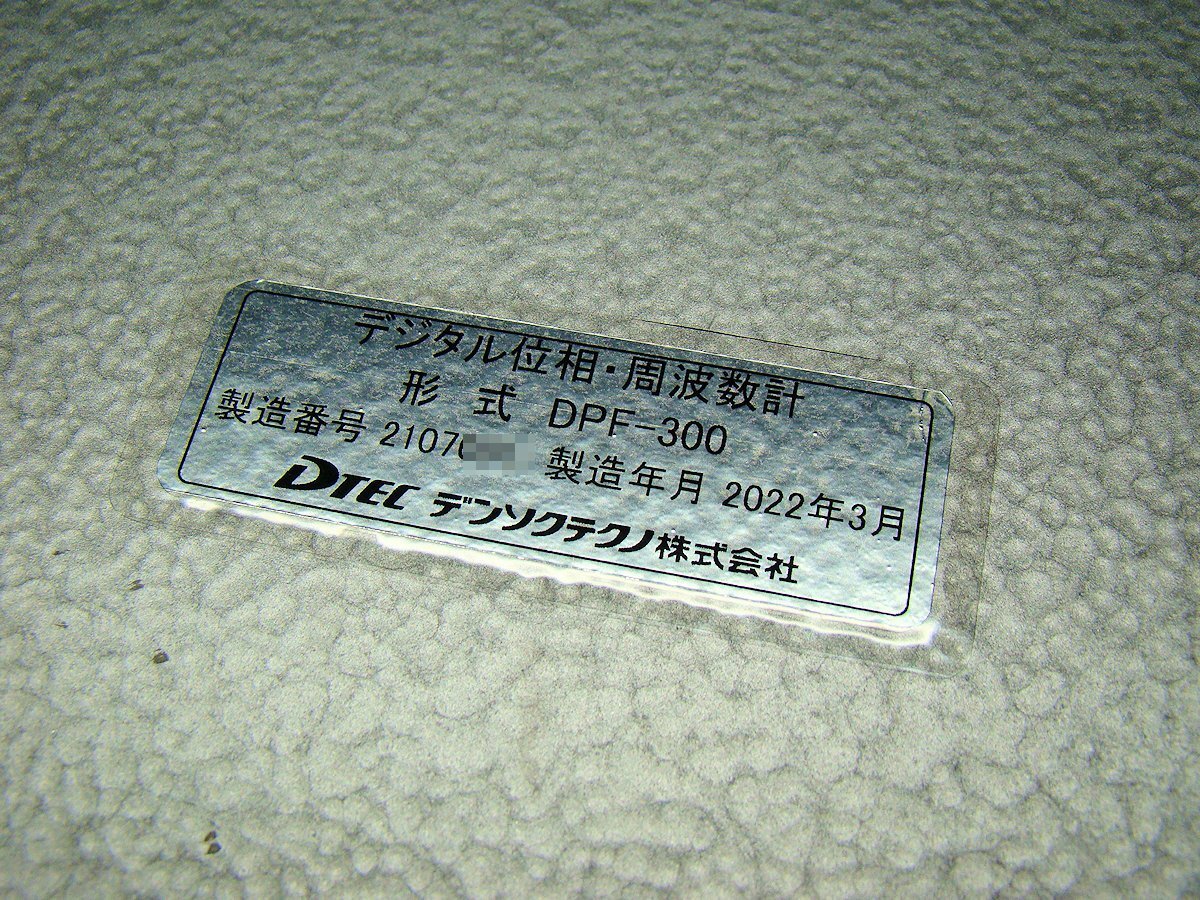 デジタル位相・周波数計
形 式 DPF-300
製造番号 2107 製造年月 2022年3月
DTEC デンソクテクノ株式会社